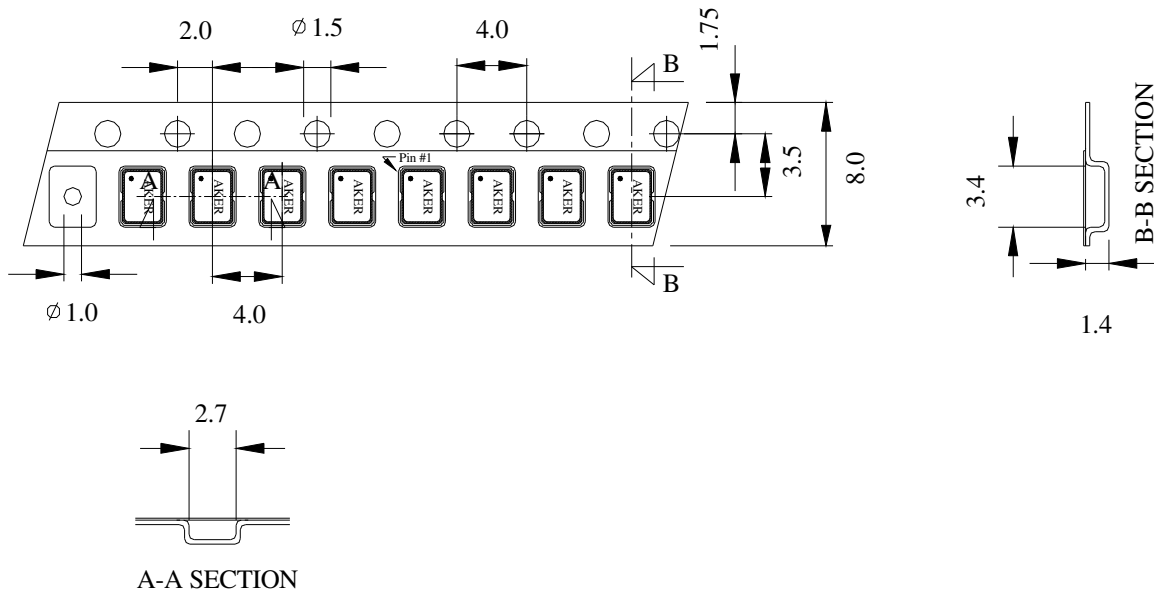 2.0
∅ 1.5
4.0
1.75
B
Pin #1
A
A
AKER
AKER
AKER
AKER
AKER
AKER
AKER
AKER
3.5
8.0
3.4
B-B SECTION
B
∅ 1.0
4.0
1.4
2.7
A-A SECTION